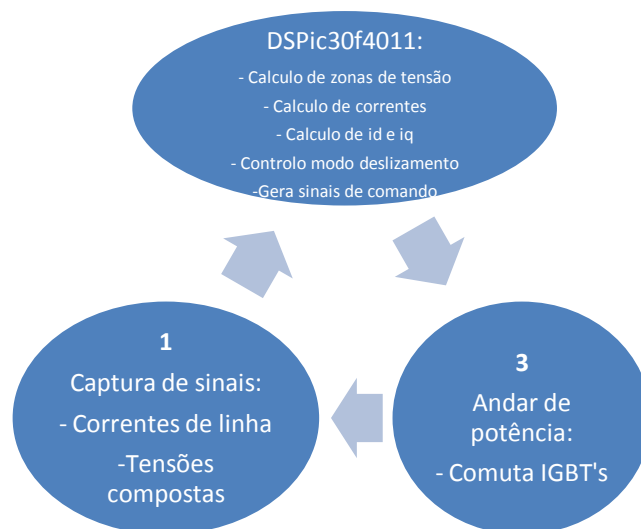 DSPic30f4011:
- Calculo de zonas de tensão
- Calculo de correntes
- Calculo de id e iq
- Controlo modo deslizamento
-Gera sinais de comando
1
Captura de sinais:
- Correntes de linha
-Tensões
compostas
3
Andar de
potência:
- Comuta IGBT's